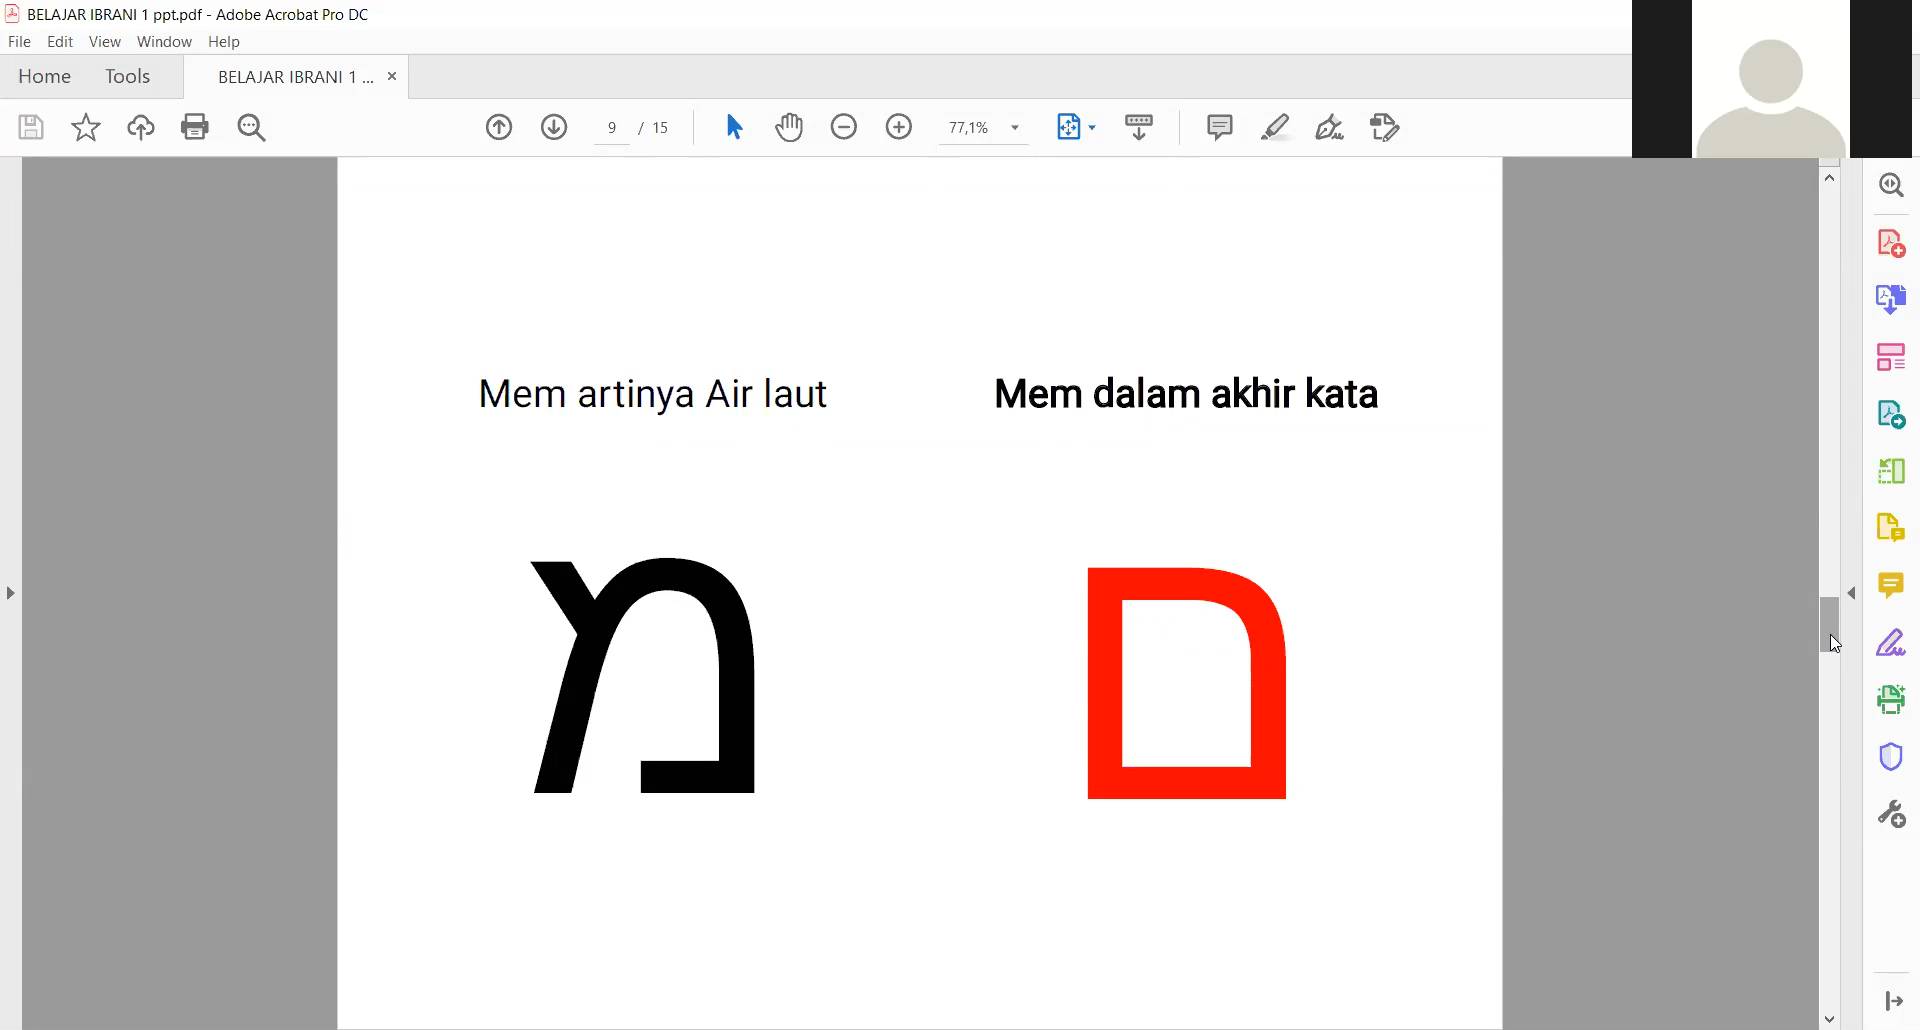 BELAJAR IBRANI 1 ppt.pdf - Adobe Acrobat Pro DC
File Edit View Window Help
Home Tools BELAJAR IBRANI 1 ... ×
9 / 15 77,1%
Mem artinya Air laut
Mem dalam akhir kata
מ
ם